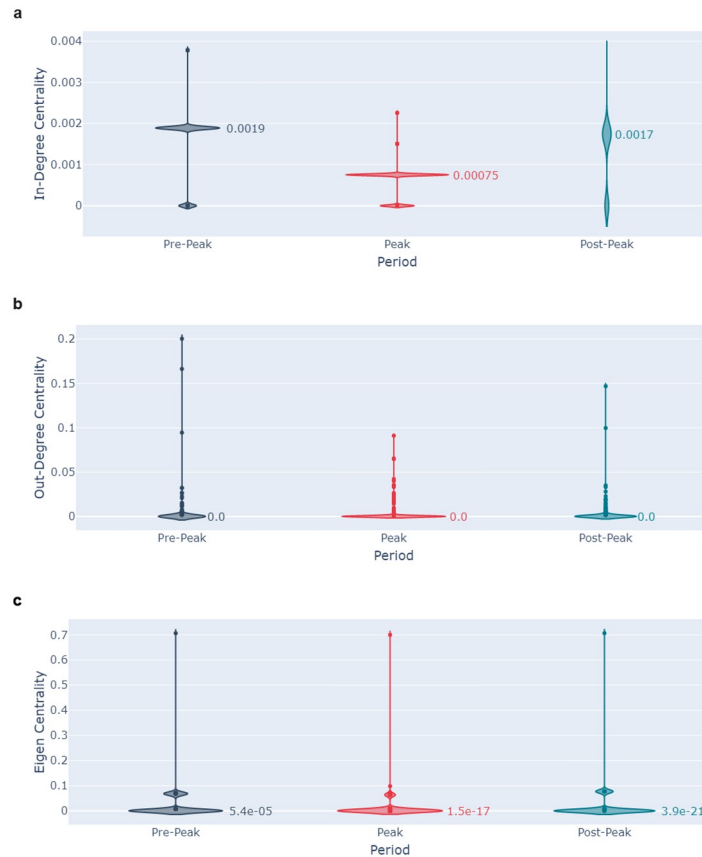 a
0.004
0.003
0.002
0.001
0
In-Degree Centrality
0.0019
0.00075
0.0017
Pre-Peak
Peak
Post-Peak
Period
b
0.2
0.15
0.1
0.05
0
Out-Degree Centrality
0.0
0.0
0.0
Pre-Peak
Peak
Post-Peak
Period
c
0.7
0.6
0.5
0.4
0.3
0.2
0.1
0
Eigen Centrality
5.4e-05
1.5e-17
3.9e-21
Pre-Peak
Peak
Post-Peak
Period